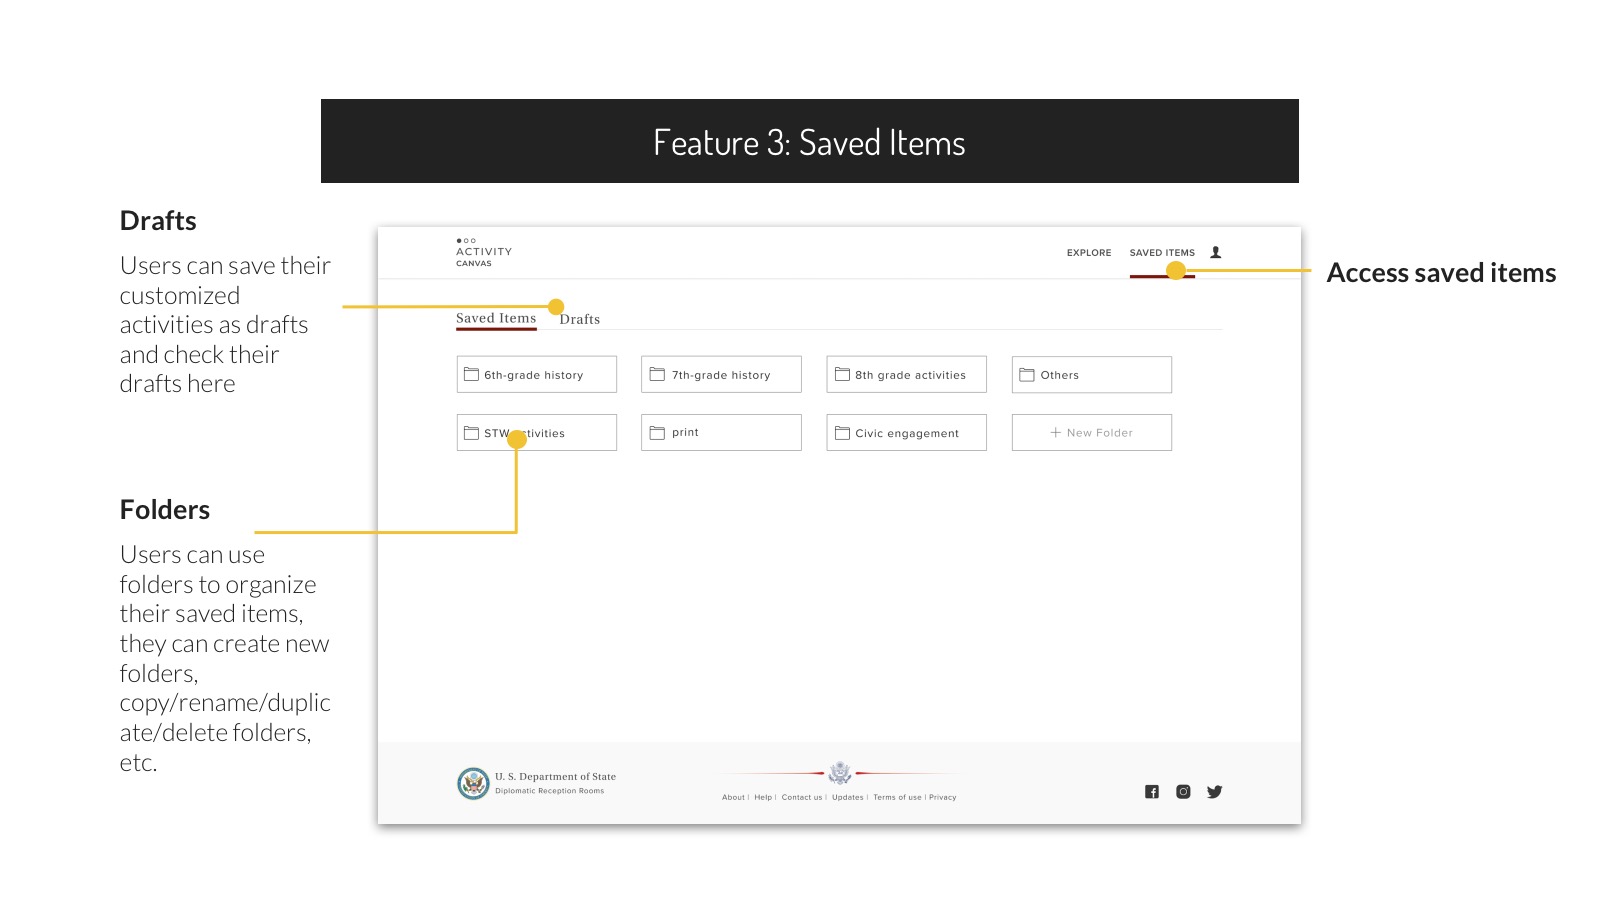 Feature 3: Saved Items
Drafts
Users can save their
customized
activities as drafts
and check their
drafts here
Folders
Users can use
folders to organize
their saved items,
they can create new
folders,
copy/rename/duplic
ate/delete folders,
etc.
ACTIVITY
CANVAS
EXPLORE
SAVED ITEMS
Access saved items
Saved Items
Drafts
6th-grade history
7th-grade history
8th grade activities
Others
STW activities
print
Civic engagement
+ New Folder
U. S. Department of State
Diplomatic Reception Rooms
About | Help | Contact us | Updates | Terms of use | Privacy